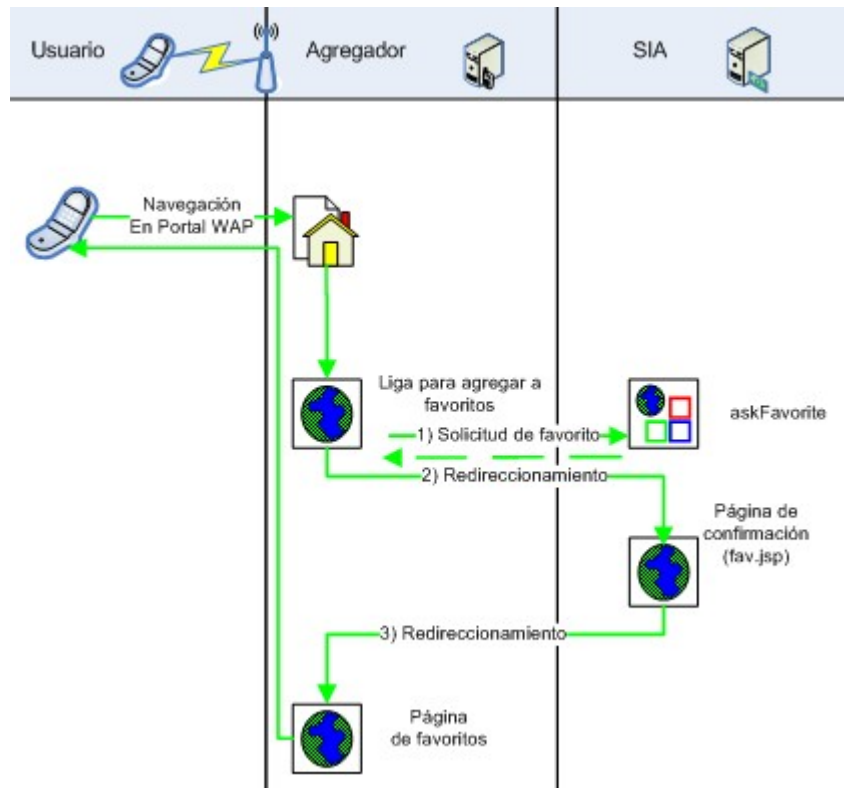 Usuario
Agregador
SIA
Navegación
En Portal WAP
Liga para agregar a
favoritos
askFavorite
1) Solicitud de favorito
2) Redireccionamiento
Página de
confirmación
(fav.jsp)
3) Redireccionamiento
Página
de favoritos